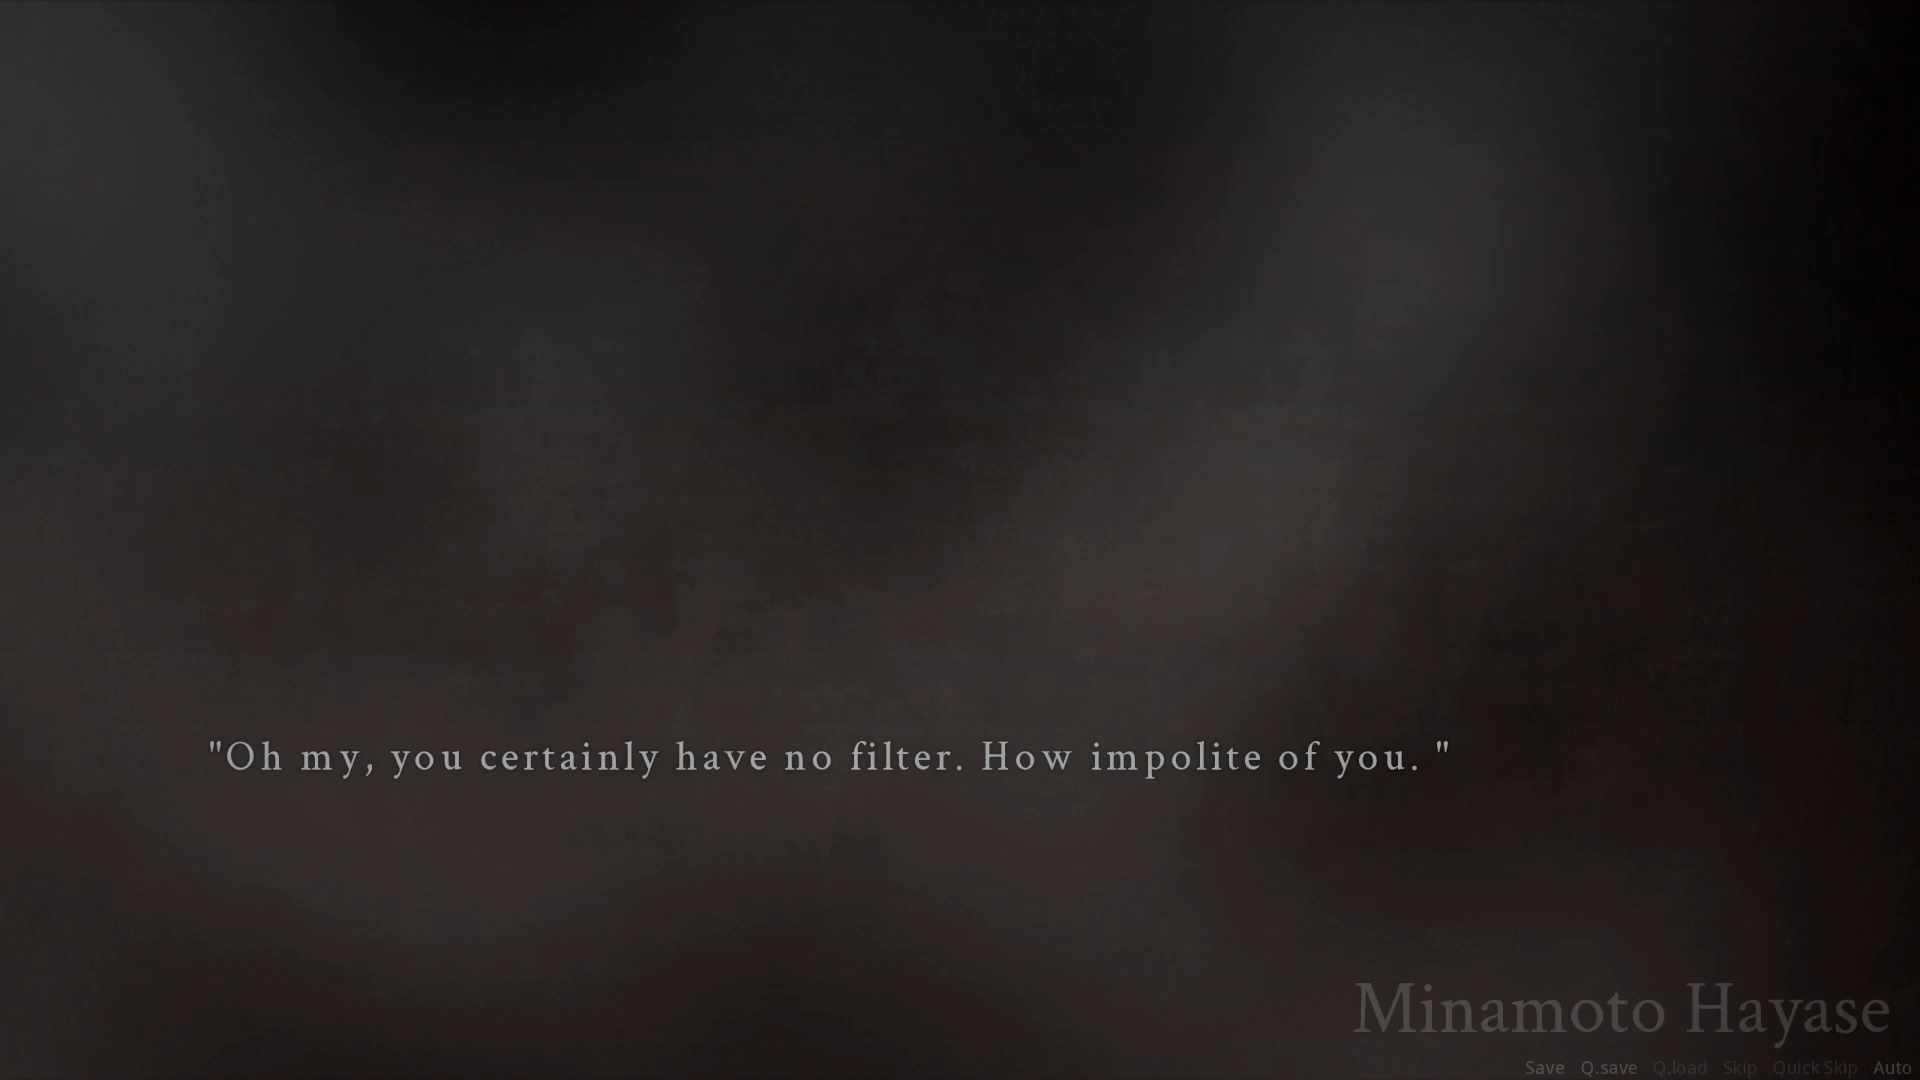 "Oh my, you certainly have no filter. How impolite of you. "
Minamoto Hayase
Save Q.save Q.load Skip Quick Skip Auto